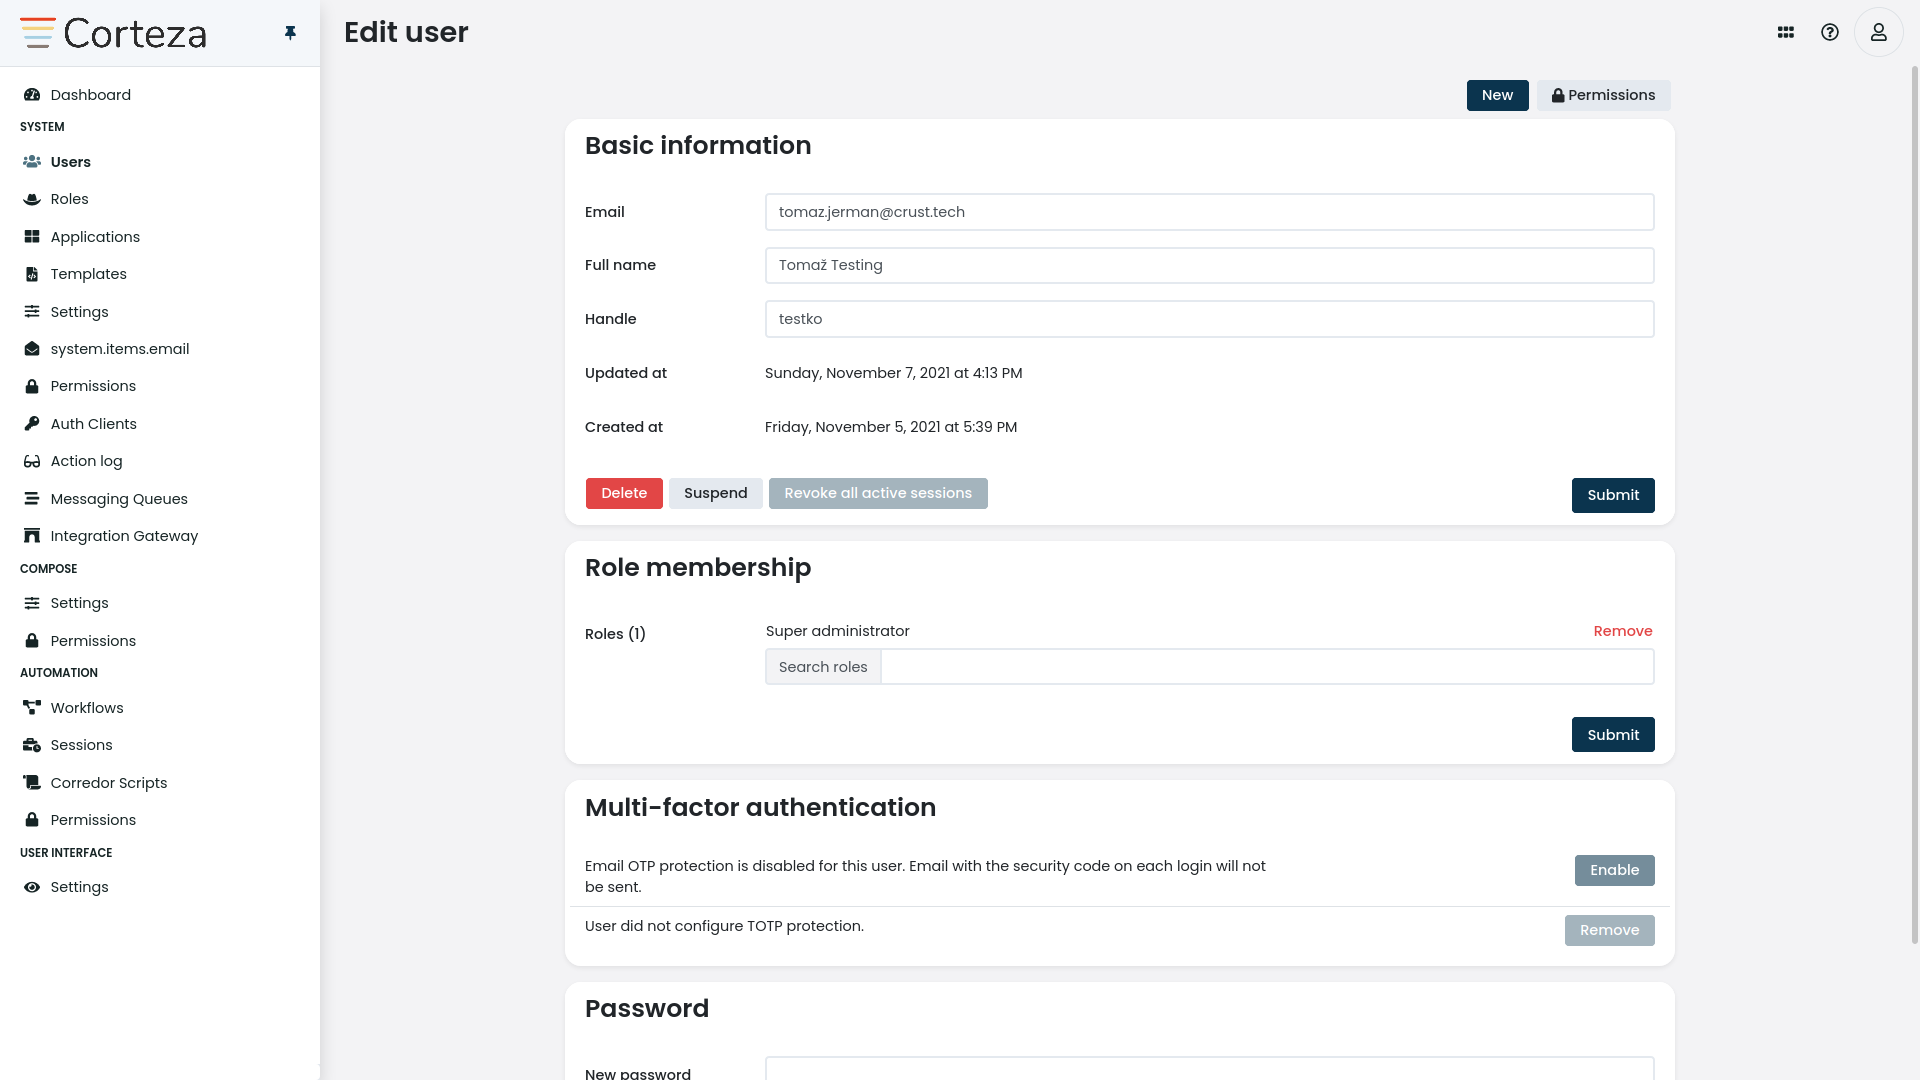 Corteza
Edit user
Dashboard
SYSTEM
Users
Roles
Applications
Templates
Settings
system.items.email
Permissions
Auth Clients
Action log
Messaging Queues
Integration Gateway
COMPOSE
Settings
Permissions
AUTOMATION
Workflows
Sessions
Corredor Scripts
Permissions
USER INTERFACE
Settings
New
Permissions
Basic information
Email
tomaz.jerman@crust.tech
Full name
Tomaž Testing
Handle
testko
Updated at
Sunday, November 7, 2021 at 4:13 PM
Created at
Friday, November 5, 2021 at 5:39 PM
Delete
Suspend
Revoke all active sessions
Submit
Role membership
Roles (1)
Super administrator
Remove
Search roles
Submit
Multi-factor authentication
Email OTP protection is disabled for this user. Email with the security code on each login will not
be sent.
Enable
User did not configure TOTP protection.
Remove
Password
New password